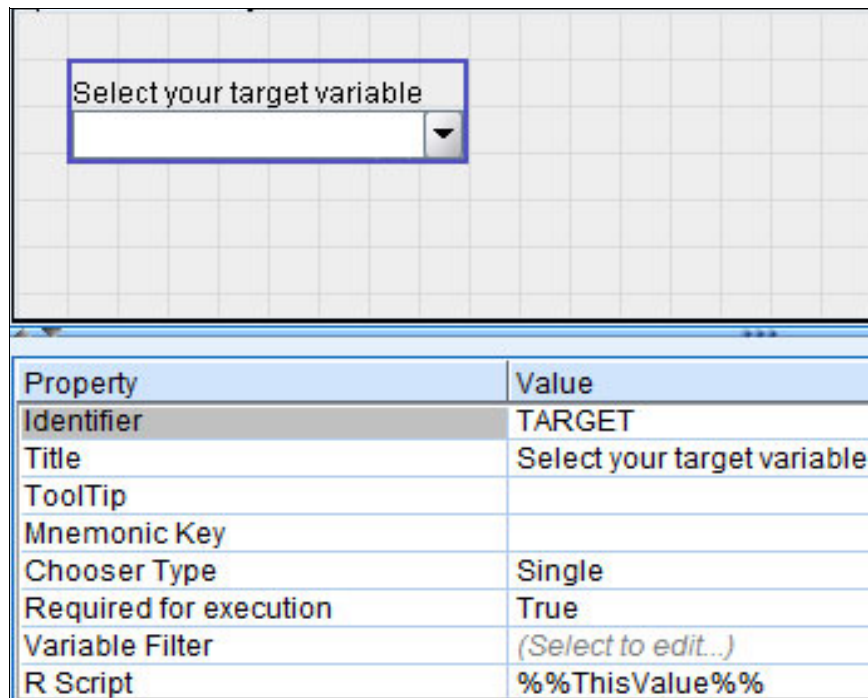 Select your target variable
Property Value
Identifier TARGET
Title Select your target variable
ToolTip
Mnemonic Key
Chooser Type Single
Required for execution True
Variable Filter (Select to edit...)
R Script %%ThisValue%%